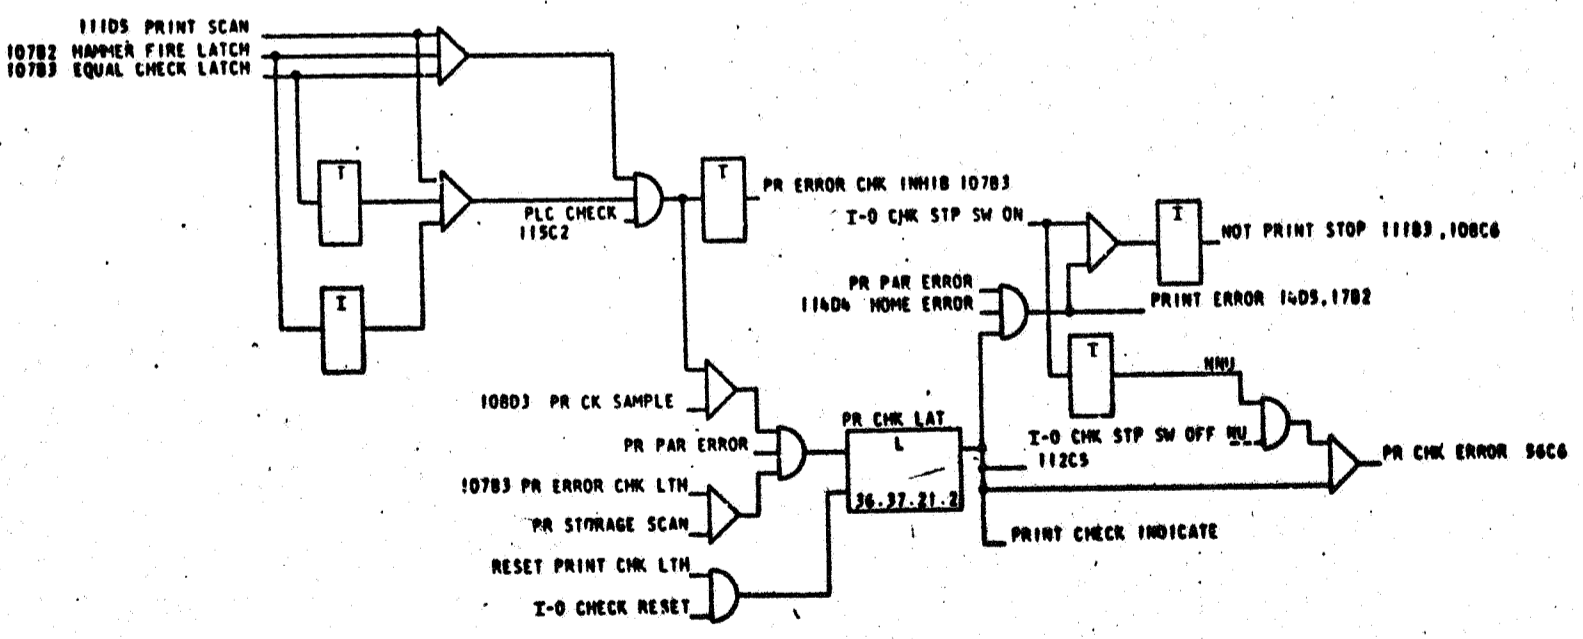 111D5 PRINT SCAN
107B2 HAMMER FIRE LATCH
107B3 EQUAL CHECK LATCH
I
I
PLC CHECK
115C2
I
PR ERROR CHK INHIB 107B3
I-O CHK STP SW ON
I
NOT PRINT STOP 111B3,108C6
PR PAR ERROR
114D4 HOME ERROR
PRINT ERROR 14D5,17B2
I
NNU
108D3 PR CK SAMPLE
PR PAR ERROR
107B3 PR ERROR CHK LTH
PR STORAGE SCAN
RESET PRINT CHK LTH
I-O CHECK RESET
PR CHK LAT
L
36.37.21.2
I-O CHK STP SW OFF NU
112C5
PR CHK ERROR 56C6
PRINT CHECK INDICATE